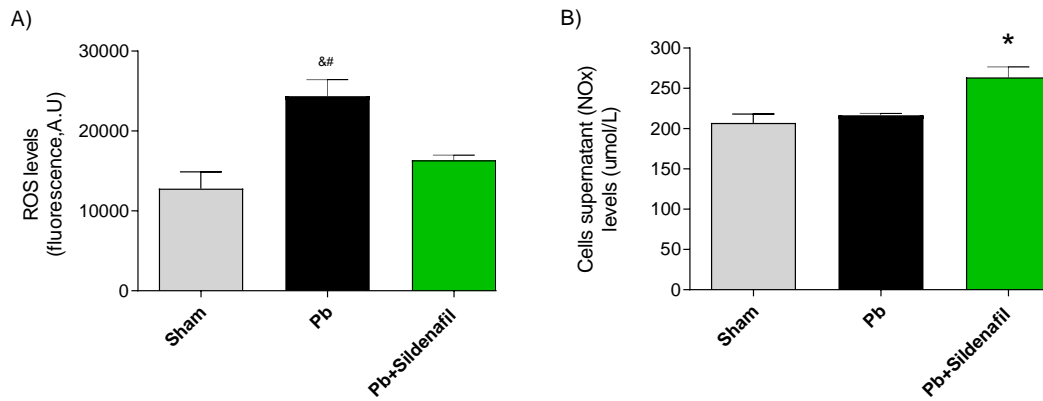 A)
ROS levels
(fluorescence,A.U)
30000
20000
10000
0
&#
Sham
Pb
Pb+Sildenafil
B)
Cells supernatant (NOx)
levels (umol/L)
300
250
200
150
100
50
0
*
Sham
Pb
Pb+Sildenafil